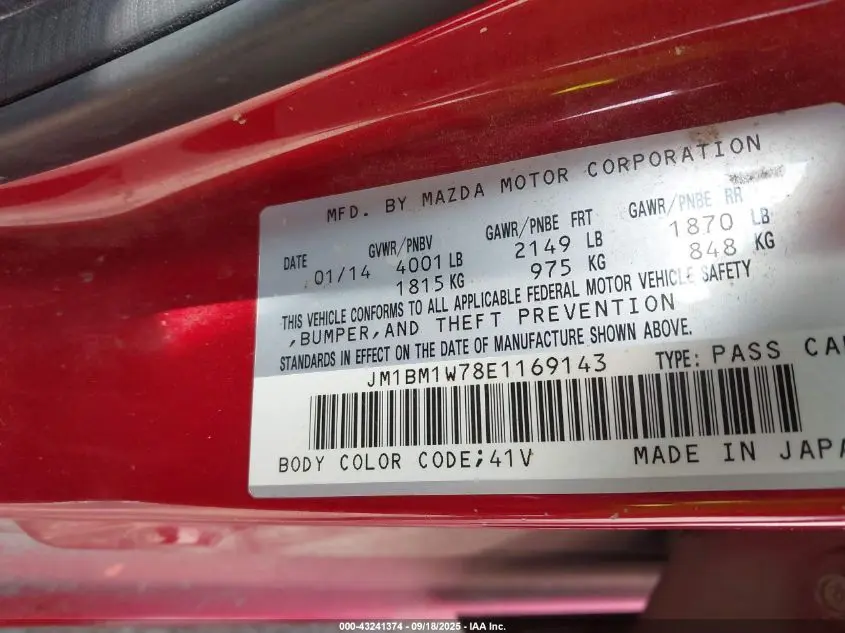 MFD. BY MAZDA MOTOR CORPORATION
DATE GVWR/PNBV GAWR/PNBE FRT GAWR/PNBE RR
01/14 4001 LB 2149 LB 1870 LB
1815 KG 975 KG 848 KG
THIS VEHICLE CONFORMS TO ALL APPLICABLE FEDERAL MOTOR VEHICLE SAFETY
,BUMPER,AND THEFT PREVENTION
STANDARDS IN EFFECT ON THE DATE OF MANUFACTURE SHOWN ABOVE.
JM1BM1W78E1169143 TYPE: PASS CA
BODY COLOR CODE;41V MADE IN JAPA
000-43241374 - 09/18/2025 - IAA Inc.